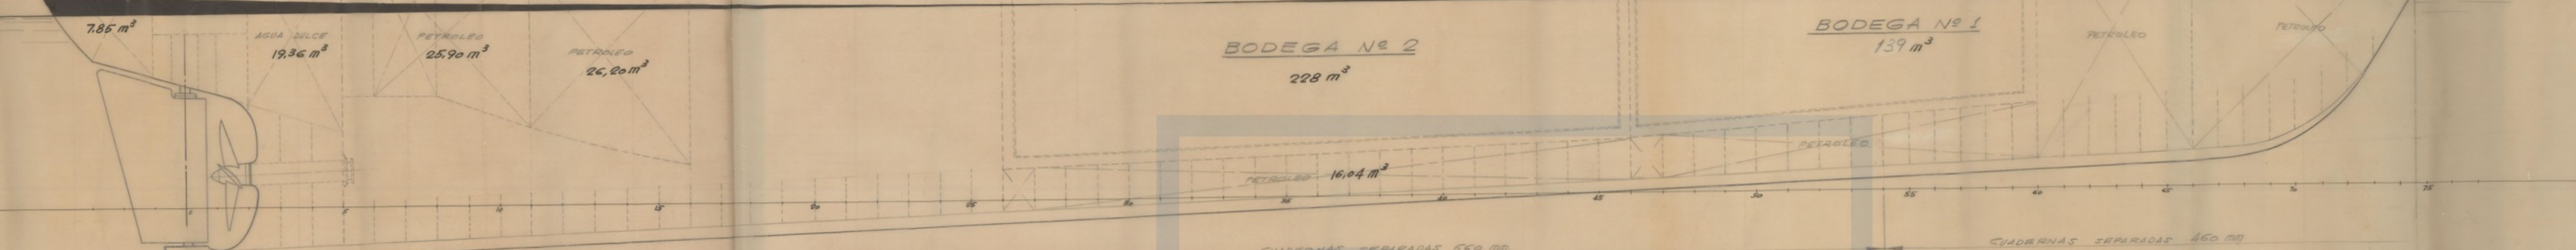 7.85 m³
AGUA DULCE
19,36 m³
PETROLEO
25,90 m³
PETROLEO
26,20 m³
BODEGA Nº 2
228 m³
BODEGA Nº 1
139 m³
PETROLEO
PETROLEO
PETROLEO
PETROLEO 16,04 m³
5 10 15 20 25 30 35 40 45 50 55 60 65 70 75
CUADERNAS SEPARADAS 550 mm
CUADERNAS SEPARADAS 460 mm